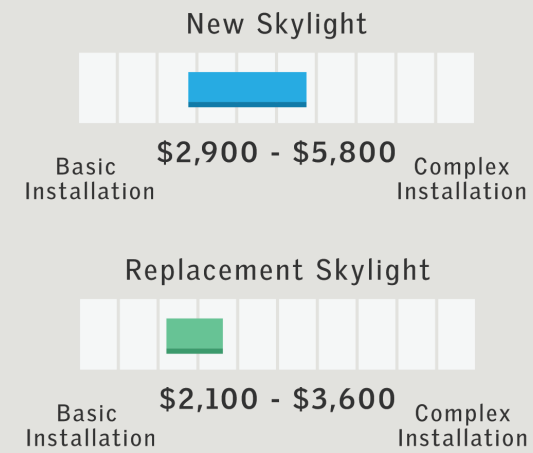 New Skylight
$2,900 - $5,800
Basic
Installation
Complex
Installation
Replacement Skylight
$2,100 - $3,600
Basic
Installation
Complex
Installation